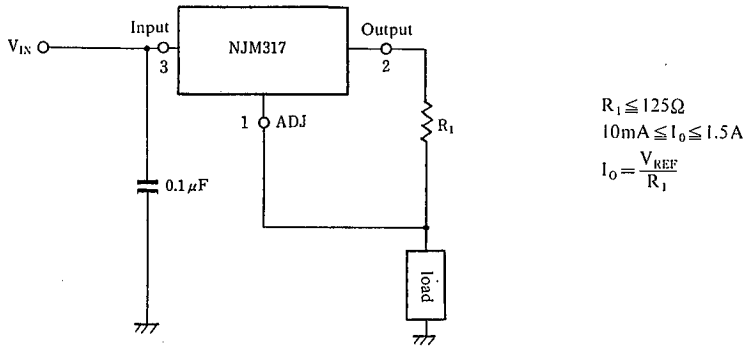 Input
Output
V_IN
NJM317
3
2
1
ADJ
R₁
0.1μF
load
R₁≦125Ω
10mA≦I₀≦1.5A
I₀=V_REF/R₁